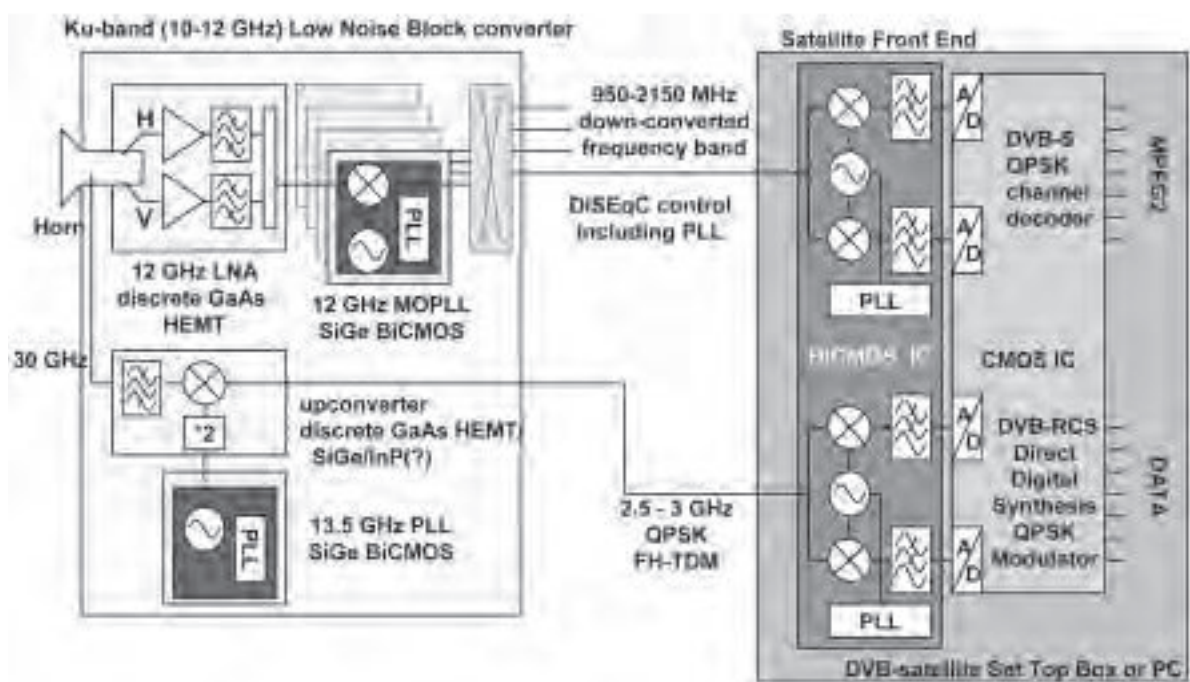 Ku-band (10-12 GHz) Low Noise Block converter
Satellite Front End
H
V
Horn
PLL
12 GHz LNA
discrete GaAs
HEMT
12 GHz MOPLL
SiGe BiCMOS
950-2150 MHz
down-converted
frequency band
DiSEqC control
including PLL
A/D
A/D
DVB-S
QPSK
channel
decoder
MPEG2
PLL
BICMOS IC
CMOS IC
30 GHz
*2
upconverter
discrete GaAs HEMT/
SiGe/InP(?)
PLL
13.5 GHz PLL
SiGe BiCMOS
2.5 - 3 GHz
QPSK
FH-TDM
A/D
A/D
DVB-RCS
Direct
Digital
Synthesis
QPSK
Modulator
DATA
PLL
DVB-satellite Set Top Box or PC